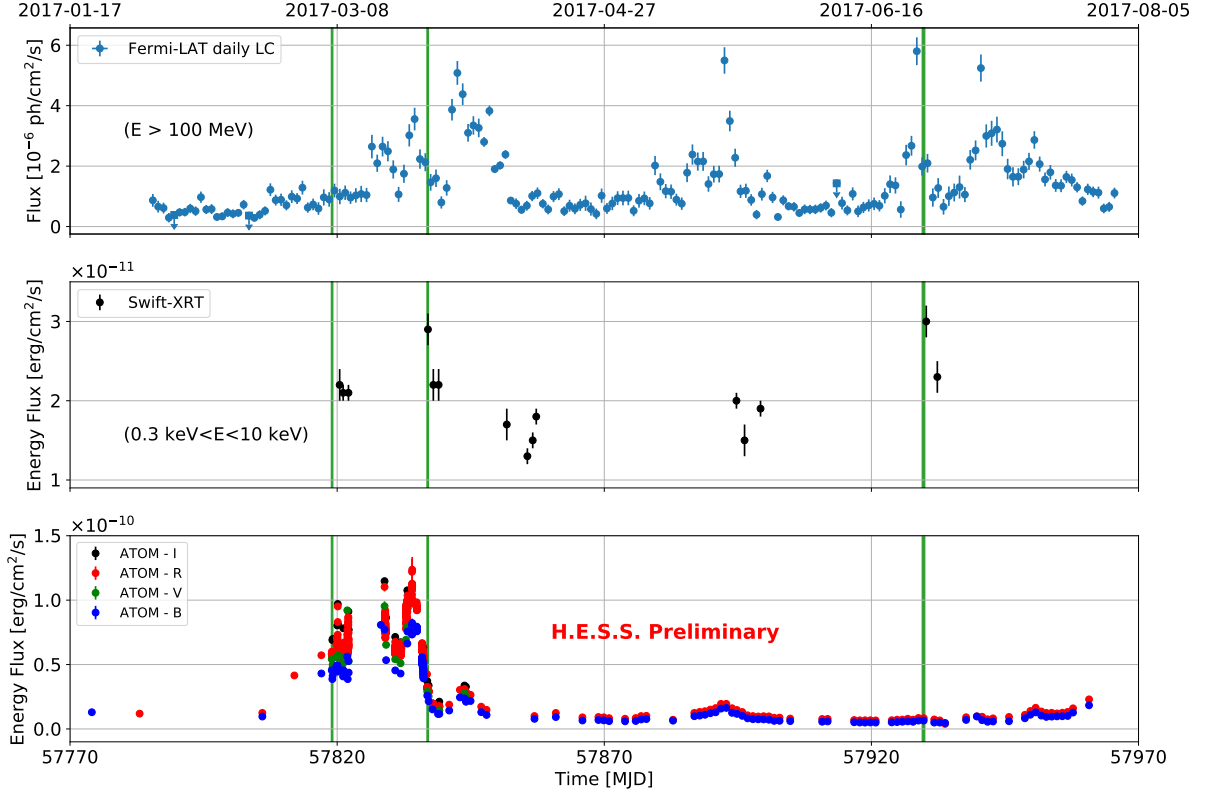 2017-01-17 2017-03-08 2017-04-27 2017-06-16 2017-08-05
Fermi-LAT daily LC
(E > 100 MeV)
Flux [10⁻⁶ ph/cm²/s]
6
4
2
0
×10⁻¹¹
Swift-XRT
(0.3 keV<E<10 keV)
Energy Flux [erg/cm²/s]
3
2
1
×10⁻¹⁰
ATOM - I
ATOM - R
ATOM - V
ATOM - B
H.E.S.S. Preliminary
Energy Flux [erg/cm²/s]
1.5
1.0
0.5
0.0
57770 57820 57870 57920 57970
Time [MJD]